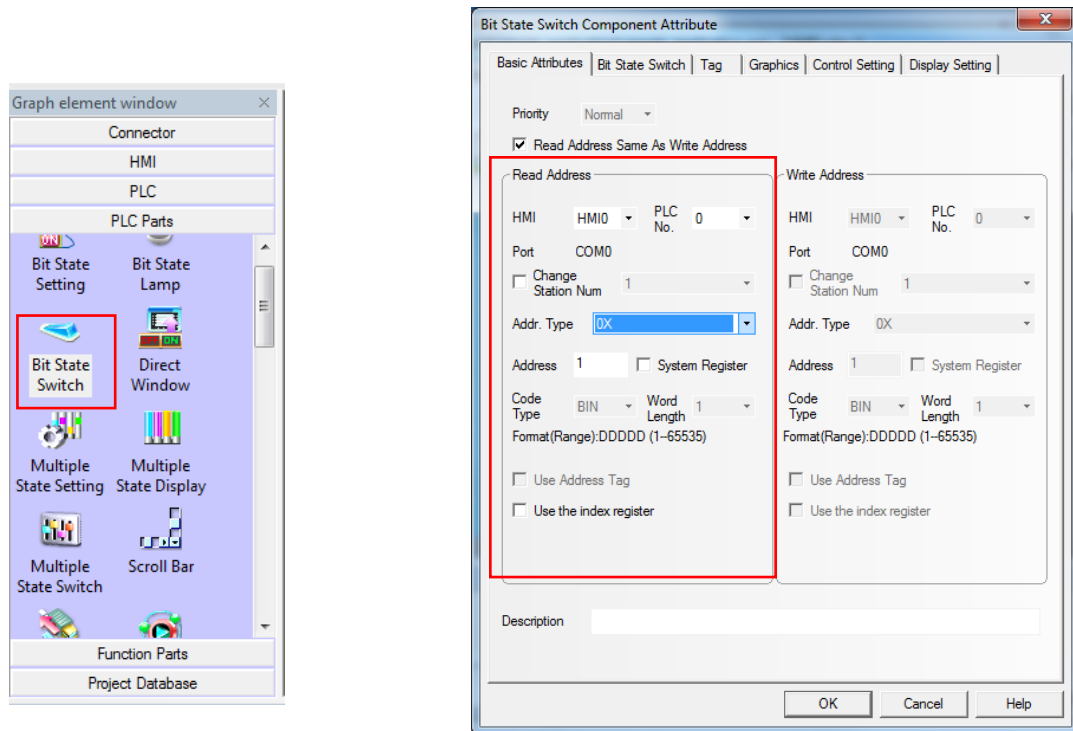 Graph element window
Connector
HMI
PLC
PLC Parts
ON
Bit State Setting
Bit State Lamp
Bit State Switch
Direct Window
OFF ON
Multiple State Setting
Multiple State Display
Multiple State Switch
Scroll Bar
Function Parts
Project Database
Bit State Switch Component Attribute
Basic Attributes Bit State Switch Tag Graphics Control Setting Display Setting
Priority Normal
Read Address Same As Write Address
Read Address
HMI HMI0 PLC No. 0
Port COM0
Change Station Num 1
Addr. Type 0X
Address 1 System Register
Code Type BIN Word Length 1
Format(Range):DDDDD (1--65535)
Use Address Tag
Use the index register
Write Address
HMI HMI0 PLC No. 0
Port COM0
Change Station Num 1
Addr. Type 0X
Address 1 System Register
Code Type BIN Word Length 1
Format(Range):DDDDD (1--65535)
Use Address Tag
Use the index register
Description
OK Cancel Help